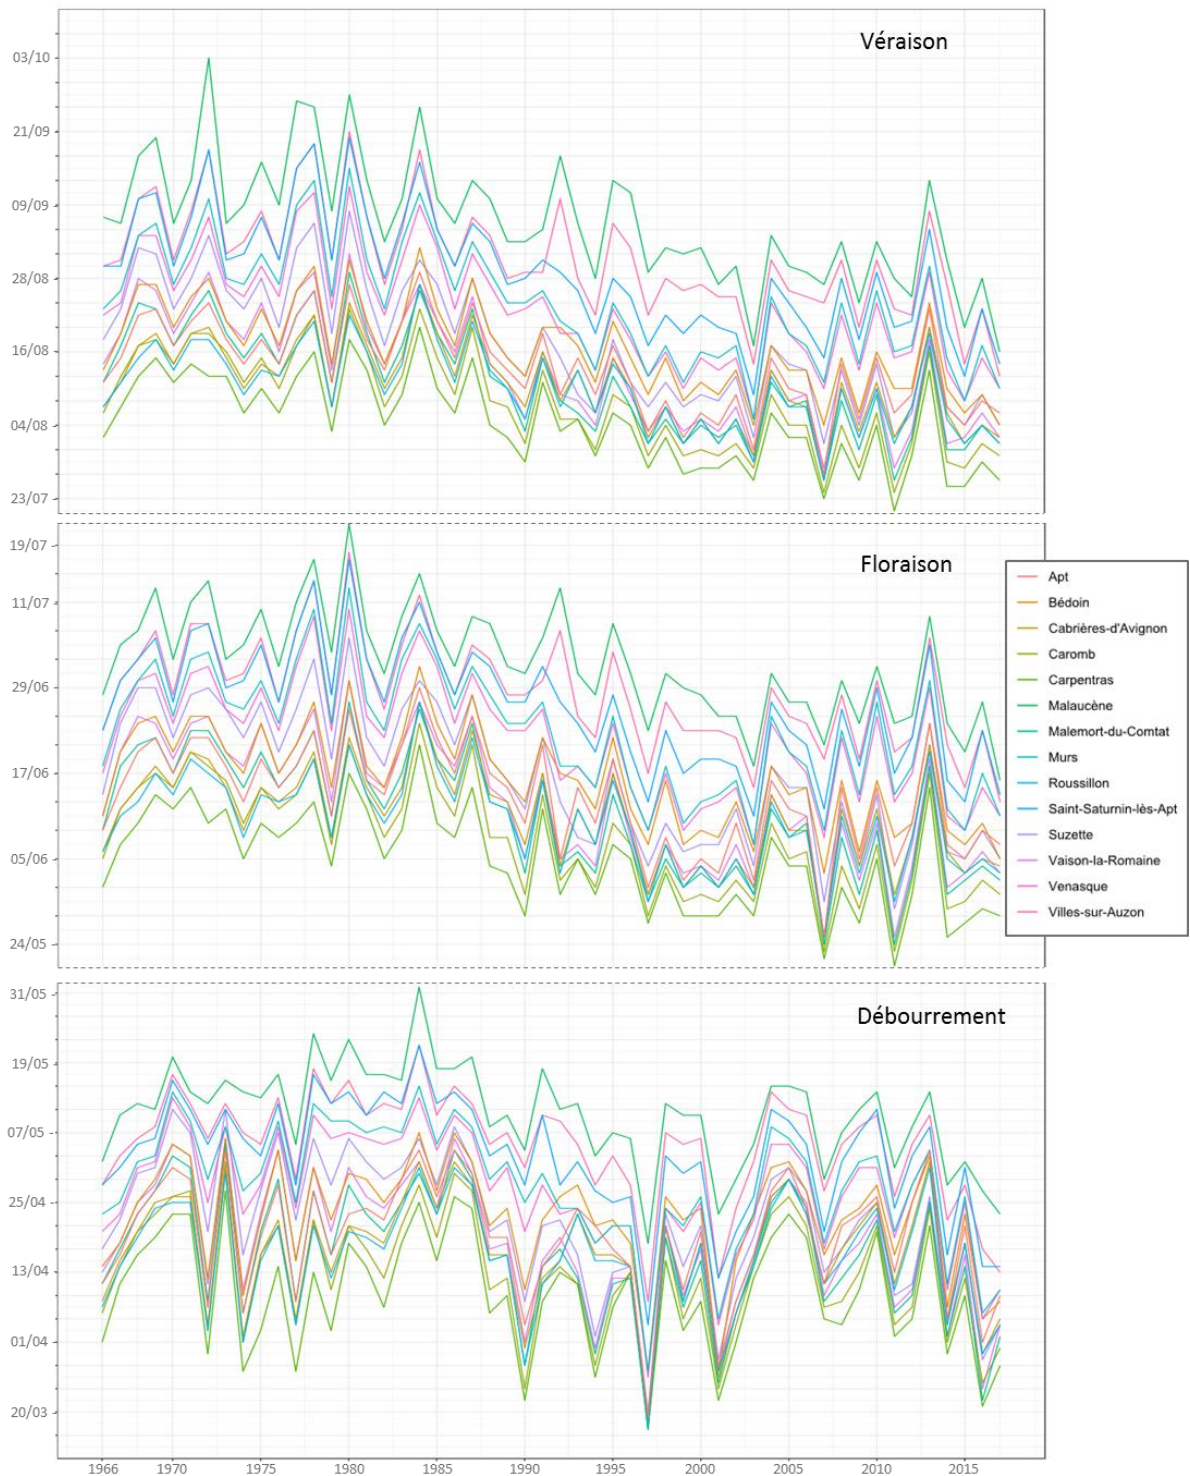 Véraison
03/10
21/09
09/09
28/08
16/08
04/08
23/07
Floraison
19/07
11/07
29/06
17/06
05/06
24/05
Apt
Bédoin
Cabrières-d'Avignon
Caromb
Carpentras
Malaucène
Malemort-du-Comtat
Murs
Roussillon
Saint-Saturnin-lès-Apt
Suzette
Vaison-la-Romaine
Venasque
Villes-sur-Auzon
Débourrement
31/05
19/05
07/05
25/04
13/04
01/04
20/03
1966 1970 1975 1980 1985 1990 1995 2000 2005 2010 2015